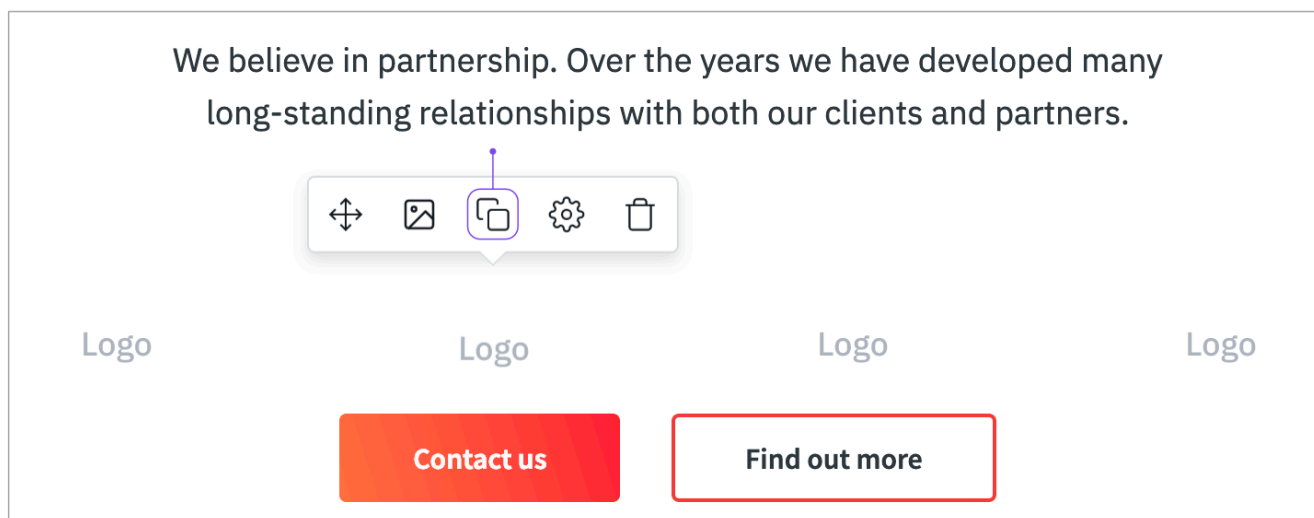 We believe in partnership. Over the years we have developed many
long-standing relationships with both our clients and partners.
Logo
Logo
Logo
Logo
Contact us
Find out more